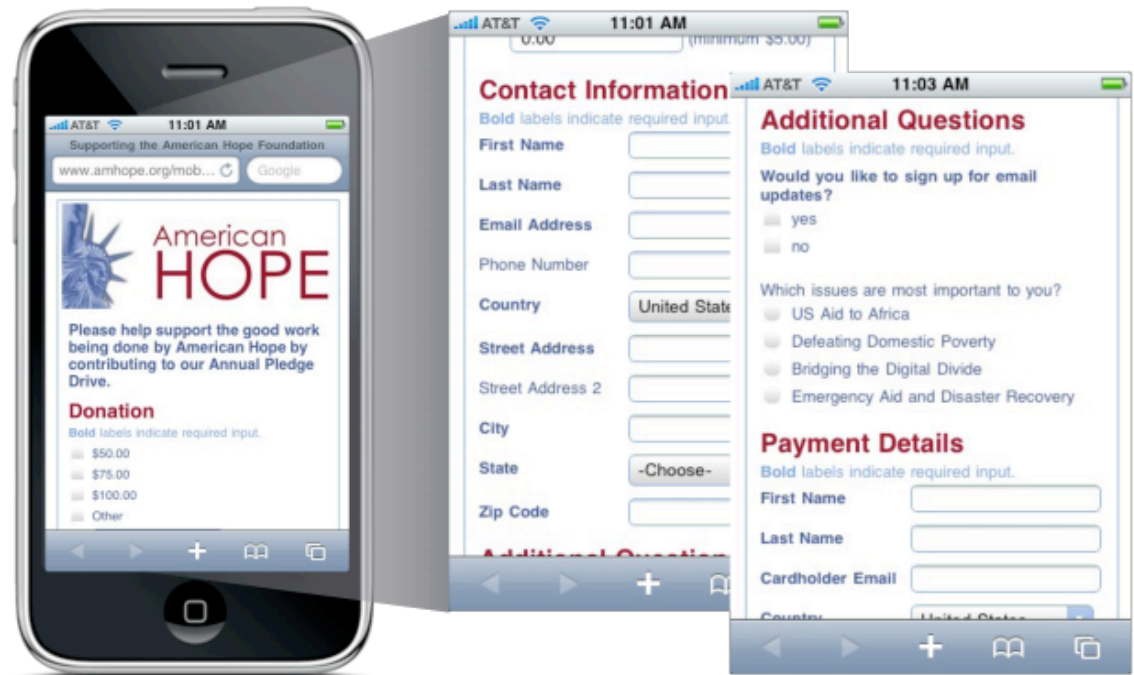 AT&T 11:01 AM
Supporting the American Hope Foundation
www.amhope.org/mob... Google
American
HOPE
Please help support the good work
being done by American Hope by
contributing to our Annual Pledge
Drive.
Donation
Bold labels indicate required input.
$50.00
$75.00
$100.00
Other
AT&T 11:01 AM
0.00 (minimum $5.00)
Contact Information
Bold labels indicate required input.
First Name
Last Name
Email Address
Phone Number
Country United State
Street Address
Street Address 2
City
State -Choose-
Zip Code
Additional Question
AT&T 11:03 AM
Additional Questions
Bold labels indicate required input.
Would you like to sign up for email
updates?
yes
no
Which issues are most important to you?
US Aid to Africa
Defeating Domestic Poverty
Bridging the Digital Divide
Emergency Aid and Disaster Recovery
Payment Details
Bold labels indicate required input.
First Name
Last Name
Cardholder Email
Country United States